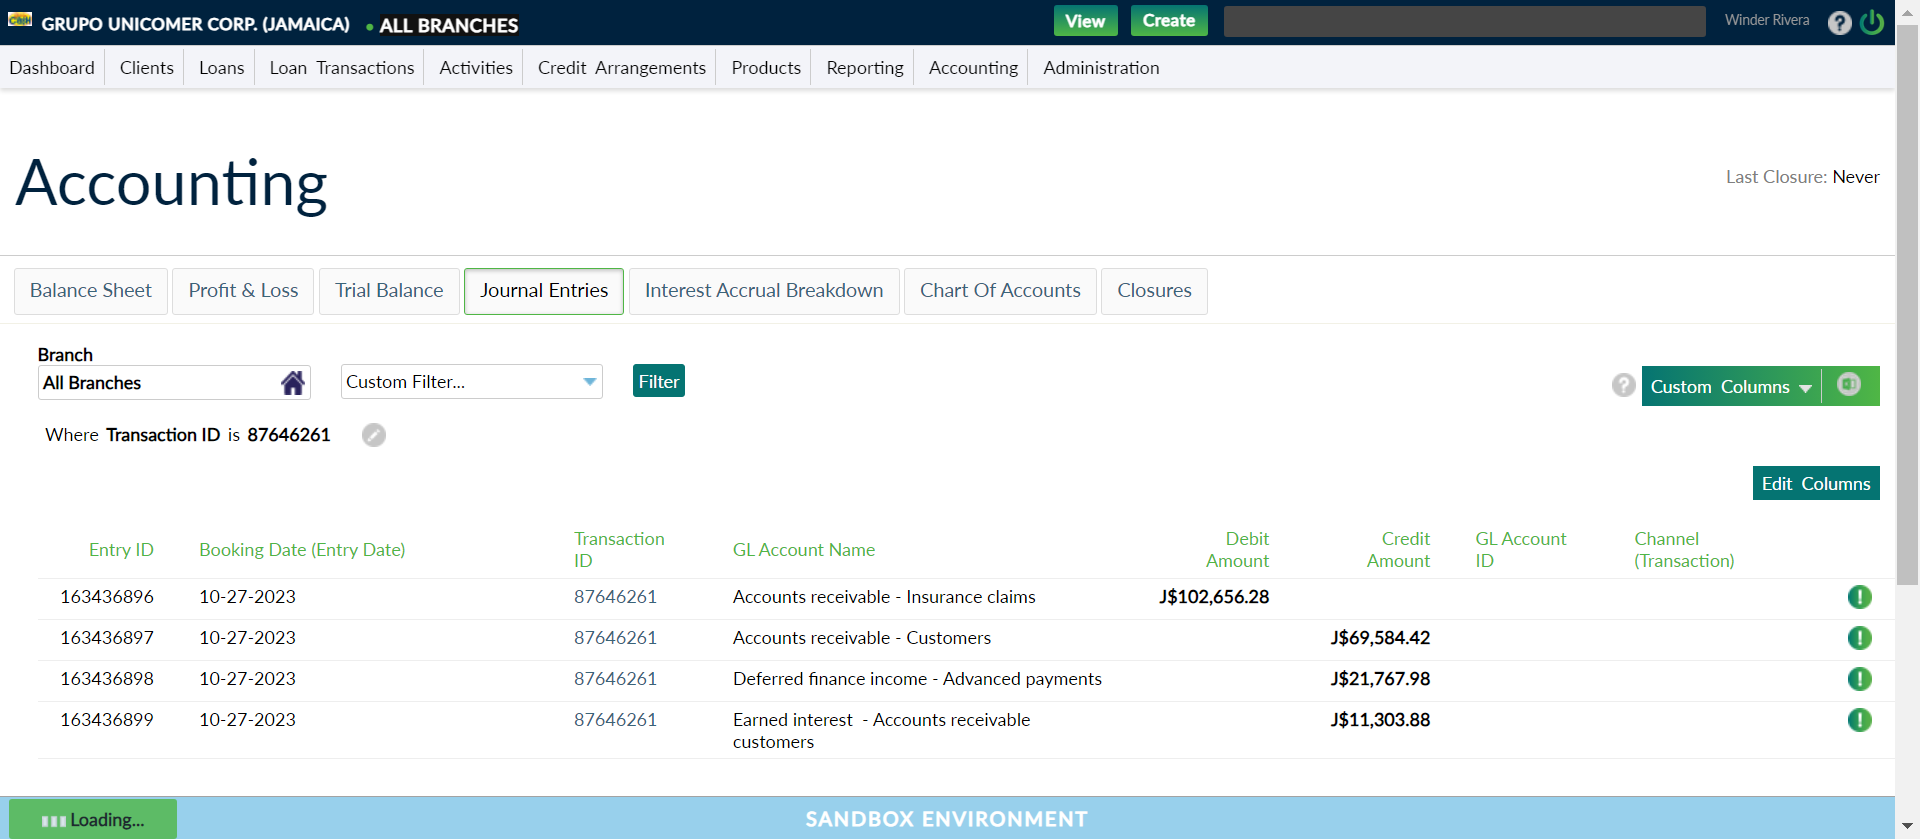 GRUPO UNICOMER CORP. (JAMAICA) • ALL BRANCHES View Create Winder Rivera ?
Dashboard Clients Loans Loan Transactions Activities Credit Arrangements Products Reporting Accounting Administration
Accounting
Last Closure: Never
Balance Sheet Profit & Loss Trial Balance Journal Entries Interest Accrual Breakdown Chart Of Accounts Closures
Branch
All Branches Custom Filter... Filter ? Custom Columns
Where Transaction ID is 87646261
Edit Columns
Entry ID Booking Date (Entry Date) Transaction ID GL Account Name Debit Amount Credit Amount GL Account ID Channel (Transaction)
163436896 10-27-2023 87646261 Accounts receivable - Insurance claims J$102,656.28
163436897 10-27-2023 87646261 Accounts receivable - Customers J$69,584.42
163436898 10-27-2023 87646261 Deferred finance income - Advanced payments J$21,767.98
163436899 10-27-2023 87646261 Earned interest - Accounts receivable customers J$11,303.88
Loading... SANDBOX ENVIRONMENT